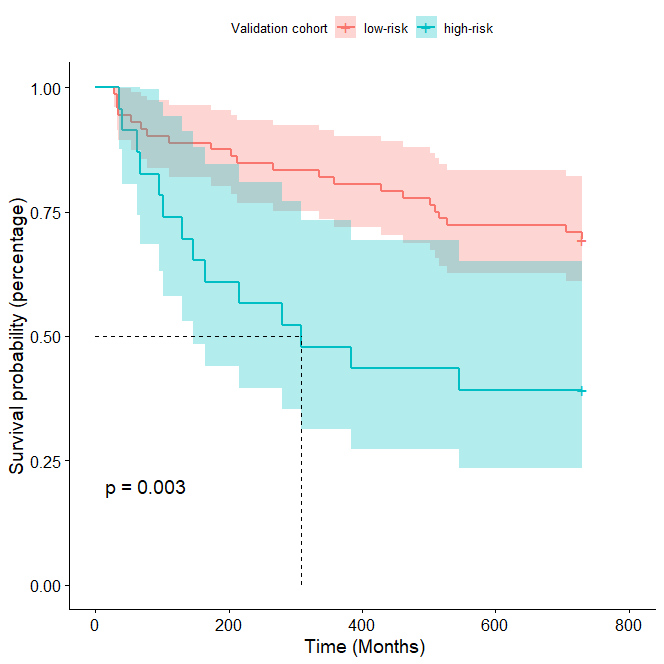 Validation cohort low-risk high-risk
Survival probability (percentage)
1.00
0.75
0.50
0.25
0.00
p = 0.003
0 200 400 600 800
Time (Months)